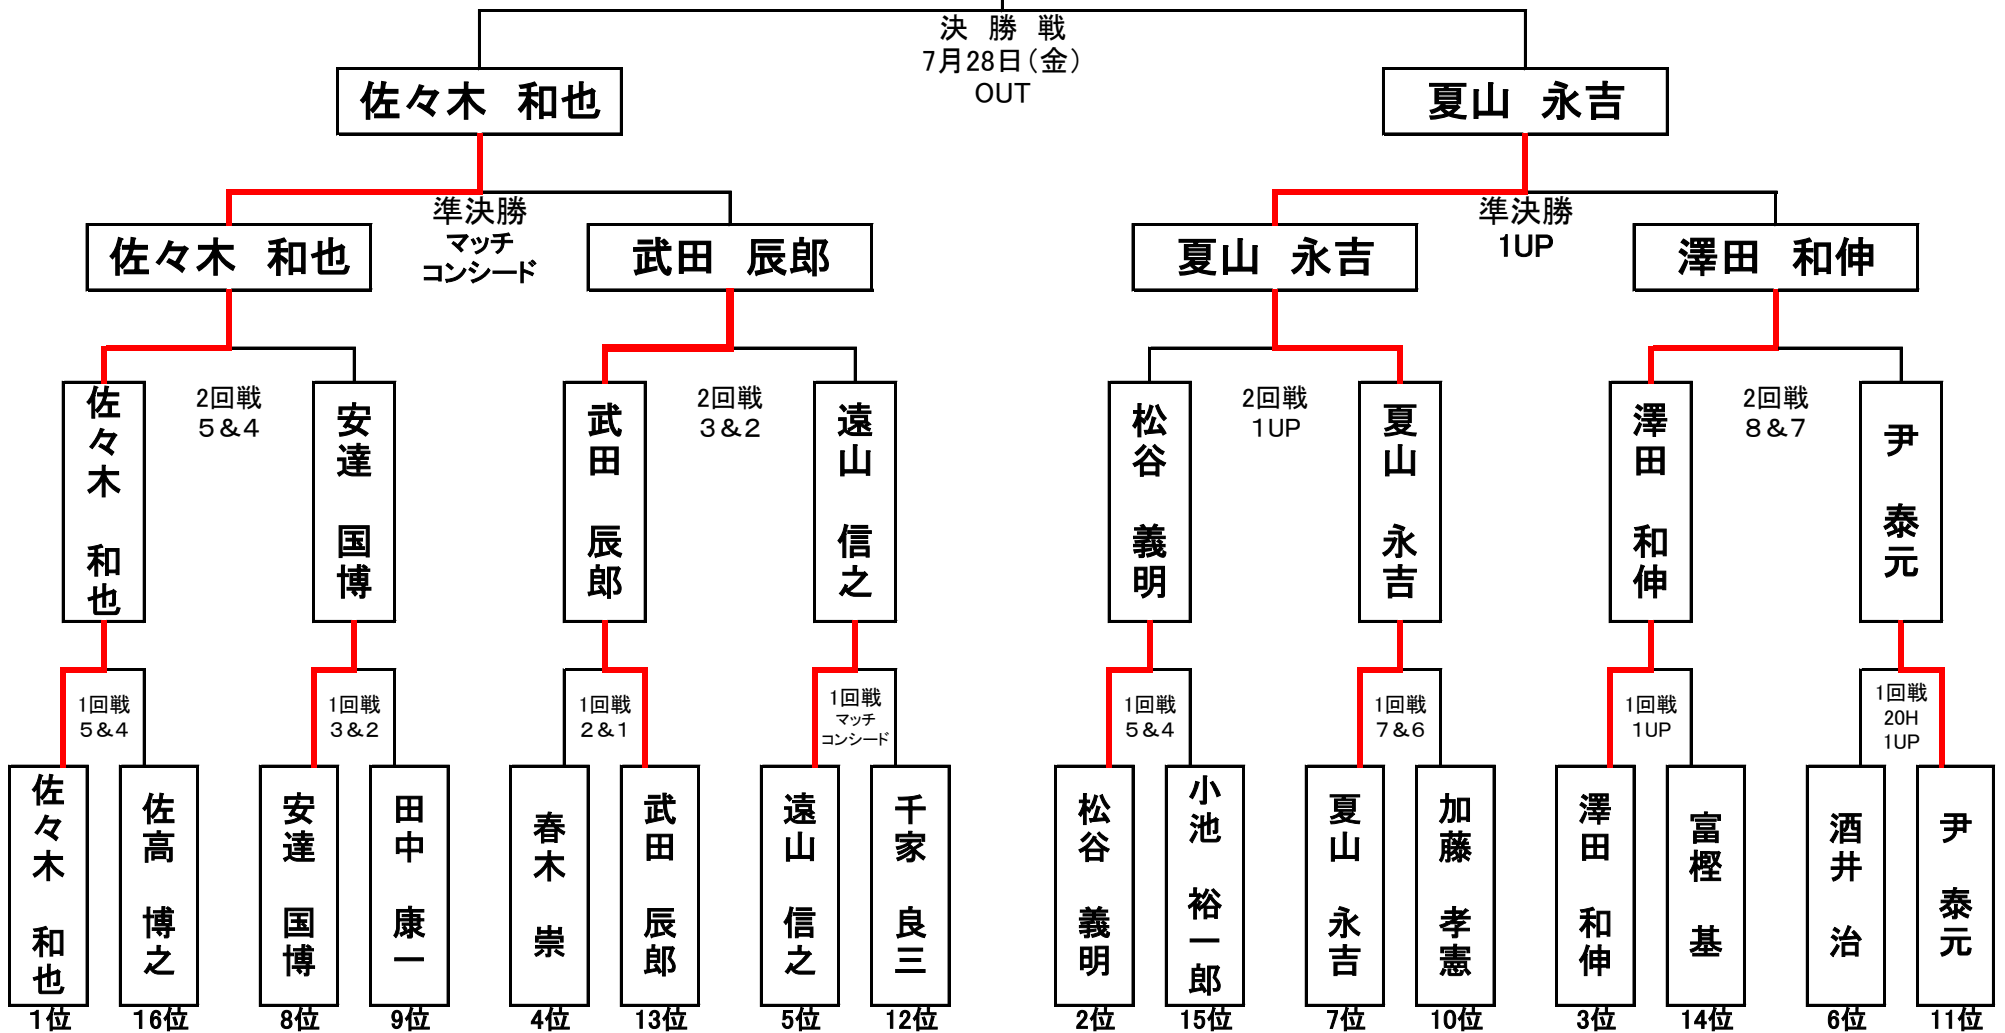 決 勝 戦
7月28日（金）
OUT
佐々木　和也
夏山　永吉
準決勝
マッチ
コンシード
準決勝
1UP
佐々木　和也
武田　辰郎
夏山　永吉
澤田　和伸
2回戦
5&4
2回戦
3&2
2回戦
1UP
2回戦
8&7
佐々木　和也
安達　国博
武田　辰郎
遠山　信之
松谷　義明
夏山　永吉
澤田　和伸
尹　泰元
1回戦
5&4
1回戦
3&2
1回戦
2&1
1回戦
マッチ
コンシード
1回戦
5&4
1回戦
7&6
1回戦
1UP
1回戦
20H
1UP
佐々木　和也
佐高　博之
安達　国博
田中　康一
春木　崇
武田　辰郎
遠山　信之
千家　良三
松谷　義明
小池　裕一郎
夏山　永吉
加藤　孝憲
澤田　和伸
富樫　基
酒井　治
尹　泰元
1位
16位
8位
9位
4位
13位
5位
12位
2位
15位
7位
10位
3位
14位
6位
11位